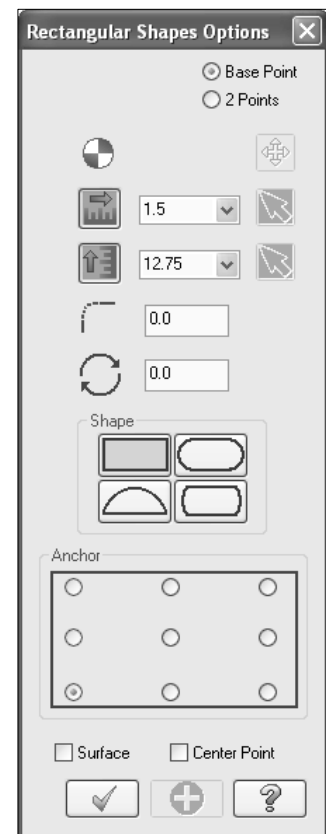 Rectangular Shapes Options
Base Point
2 Points
1.5
12.75
0.0
0.0
Shape
Anchor
Surface Center Point